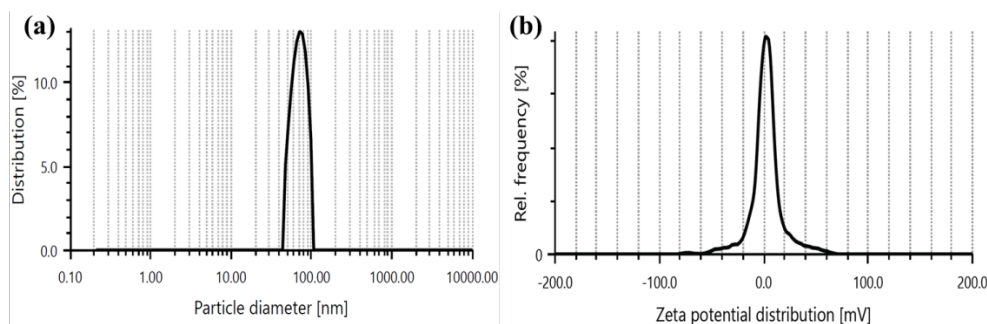 (a)
Distribution [%]
10.0
5.0
0.0
0.10 1.00 10.00 100.00 1000.00 10000.00
Particle diameter [nm]
(b)
Rel. frequency [%]
0
-200.0 -100.0 0.0 100.0 200.0
Zeta potential distribution [mV]